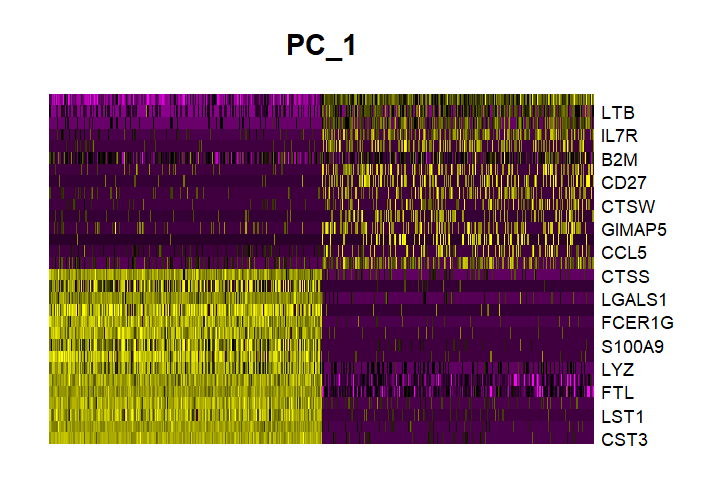 PC_1
LTB
IL7R
B2M
CD27
CTSW
GIMAP5
CCL5
CTSS
LGALS1
FCER1G
S100A9
LYZ
FTL
LST1
CST3